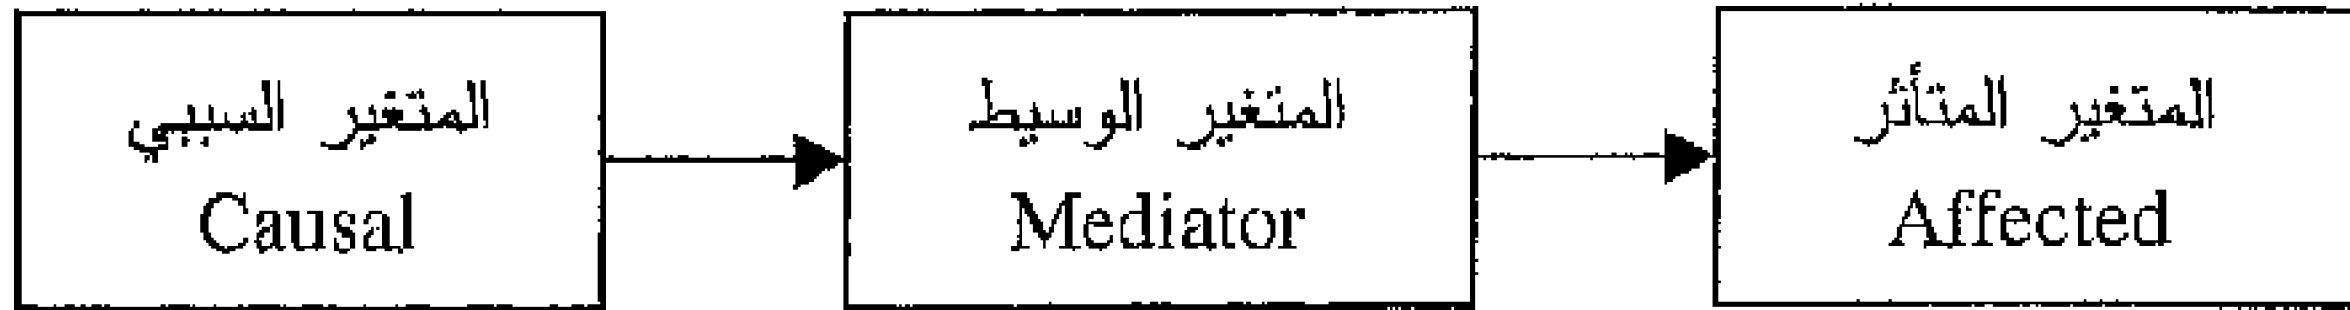 المتغير السببي
Causal
المتغير الوسيط
Mediator
المتغير المتأثر
Affected